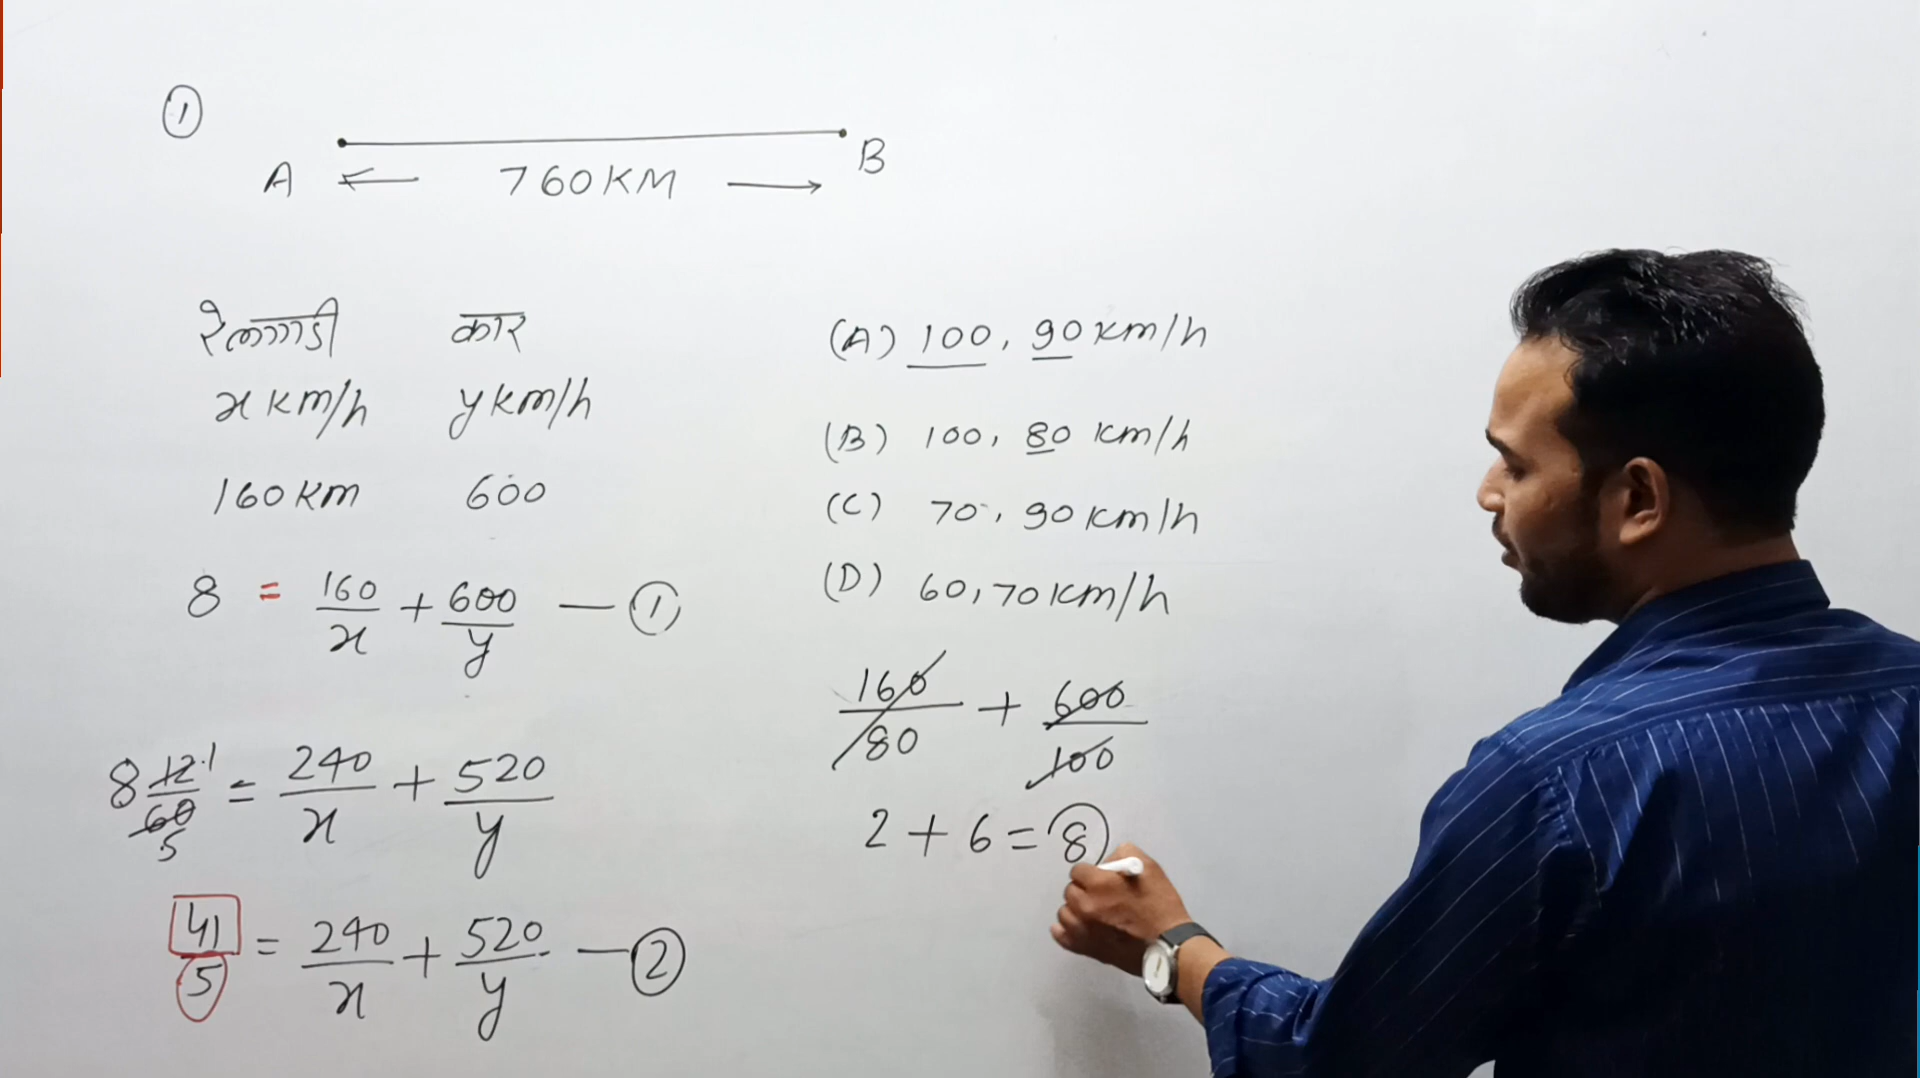 ①
A ← 760KM → B
रेलगाडी कार
x km/h y km/h
160 km 600
8 = 160/x + 600/y — ①
8 12/60 1/5 = 240/x + 520/y
41/5 = 240/x + 520/y — ②
(A) 100, 90 km/h
(B) 100, 80 km/h
(C) 70, 90 km/h
(D) 60, 70 km/h
160/80 + 600/100
2 + 6 = 8